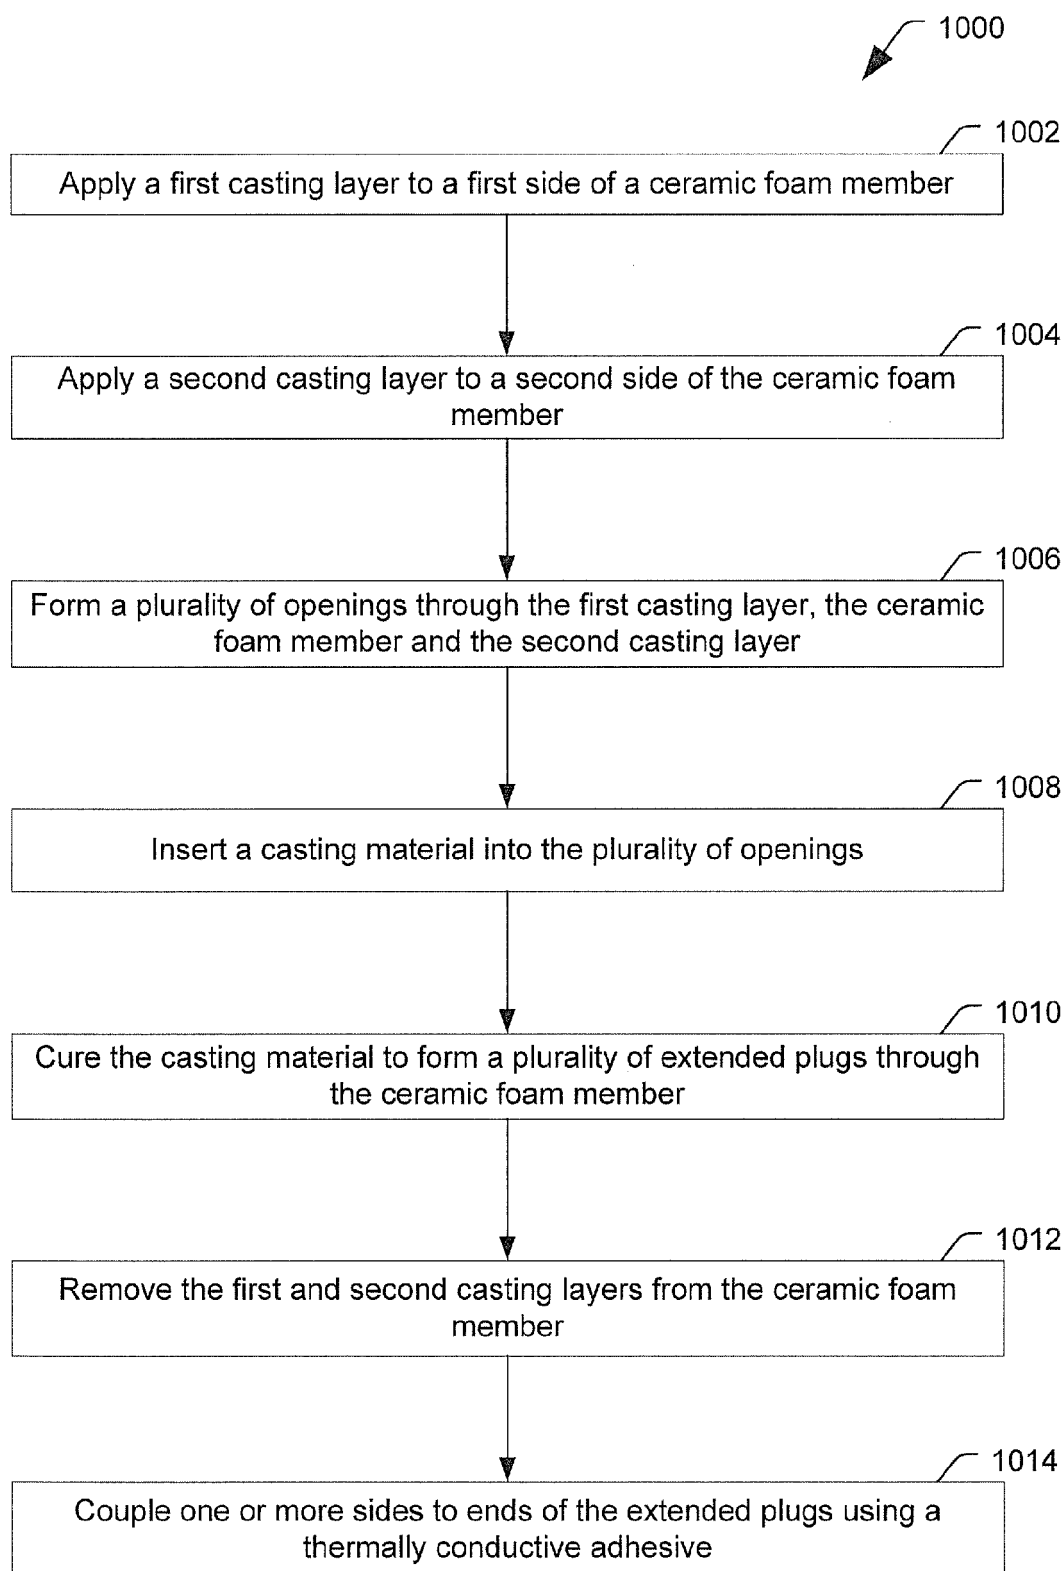 1000
1002
Apply a first casting layer to a first side of a ceramic foam member
1004
Apply a second casting layer to a second side of the ceramic foam
member
1006
Form a plurality of openings through the first casting layer, the ceramic
foam member and the second casting layer
1008
Insert a casting material into the plurality of openings
1010
Cure the casting material to form a plurality of extended plugs through
the ceramic foam member
1012
Remove the first and second casting layers from the ceramic foam
member
1014
Couple one or more sides to ends of the extended plugs using a
thermally conductive adhesive